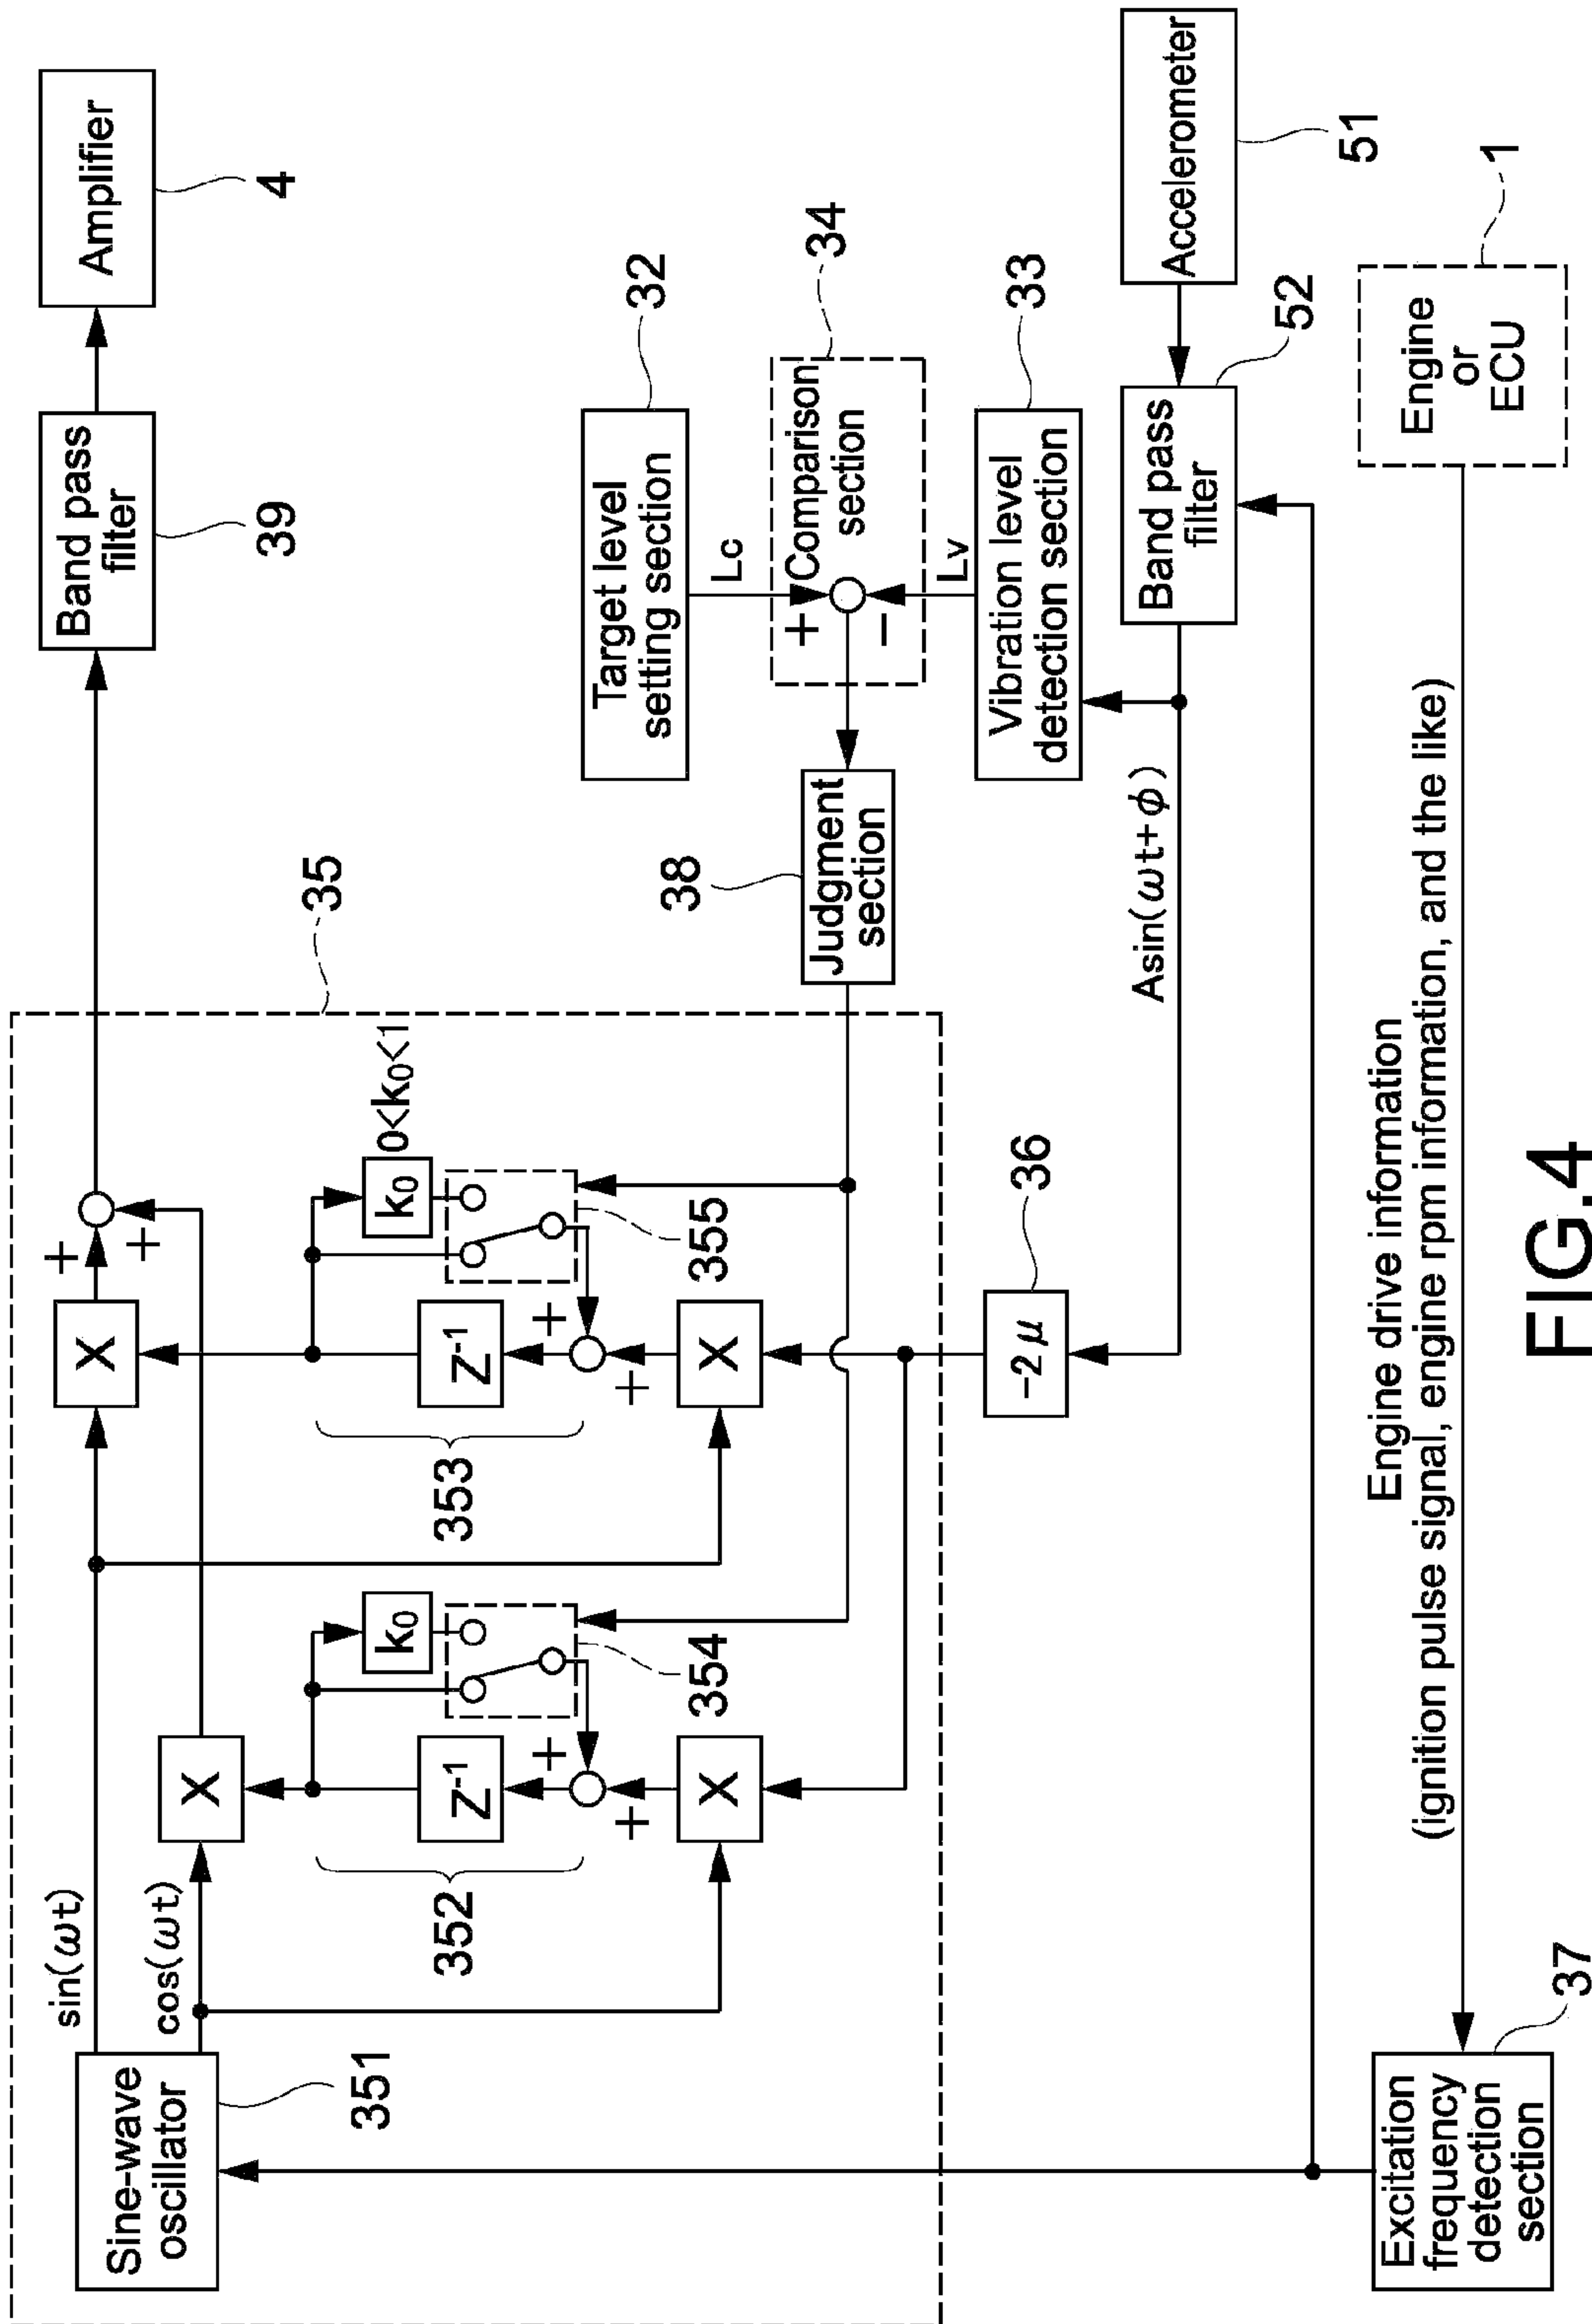 Sine-wave
oscillator
351
sin(ωt)
cos(ωt)
X
X
+
+
35
Band pass
filter
39
Amplifier
4
352
Z-1
k0
354
+
+
X
353
Z-1
k0
0<k0<1
355
+
+
X
Target level
setting section
32
Lc
Comparison
section
34
+
−
Lv
Judgment
section
38
Vibration level
detection section
33
-2μ
36
Asin(ωt+ϕ)
Band pass
filter
52
Accelerometer
51
Excitation
frequency
detection
section
37
Engine drive information
(ignition pulse signal, engine rpm information, and the like)
Engine
or
ECU
1
FIG.4